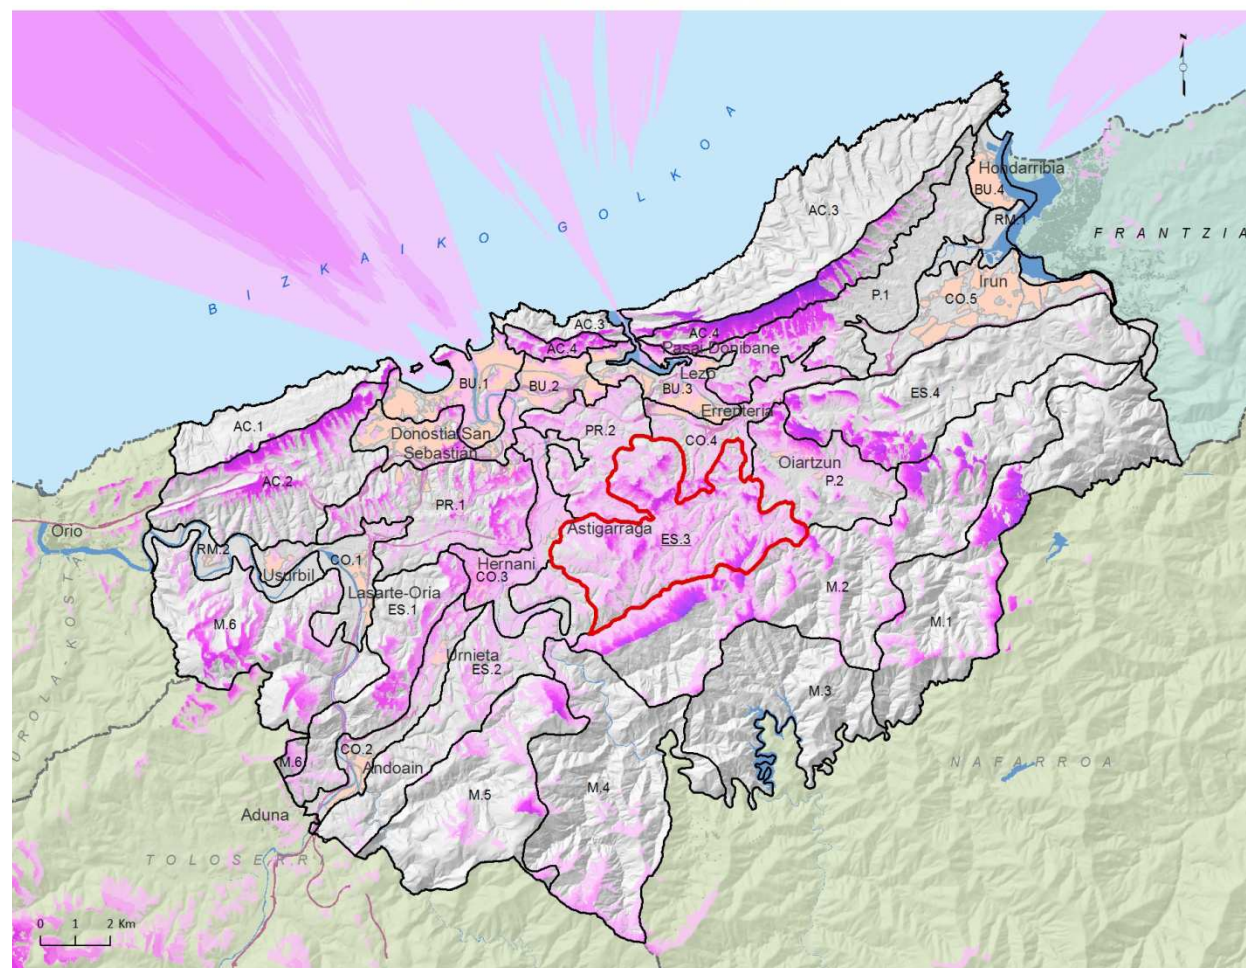 N
BIZKAIKO GOLKOA
Hondarribia
BU.4
AC.3
RM.1
FRANTZIA
Irun
CO.5
P.1
AC.3
AC.4
AC.4
Pasai Donibane
Lezo
BU.1
BU.2
BU.3
Errenteria
ES.4
AC.1
Donostia/San
Sebastián
PR.2
CO.4
Oiartzun
P.2
AC.2
PR.1
Orio
Astigarraga
ES.3
RM.2
Usurbil
CO.1
Hernani
CO.3
Lasarte-Oria
ES.1
M.2
M.6
M.1
Urnieta
ES.2
M.3
UROLA-KOSTA
M.6
CO.2
Andoain
NAFARROA
M.5
M.4
Aduna
TOLOSERRI
0 1 2 Km